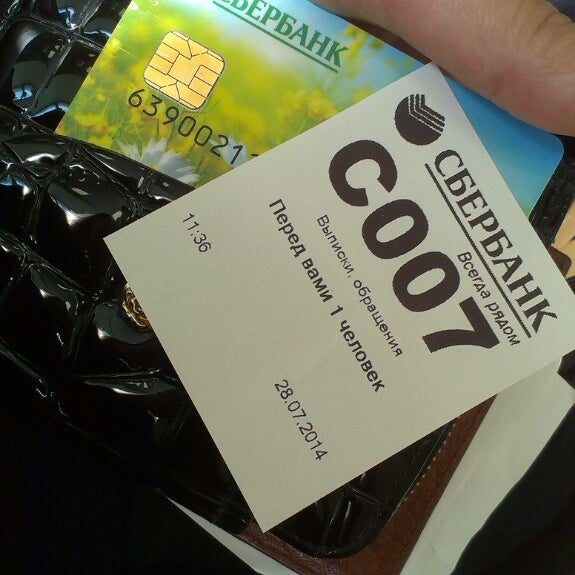 СБЕРБАНК
6390021
СБЕРБАНК
Всегда рядом
С007
Выписки, обращения
Перед вами 1 человек
11:36
28.07.2014